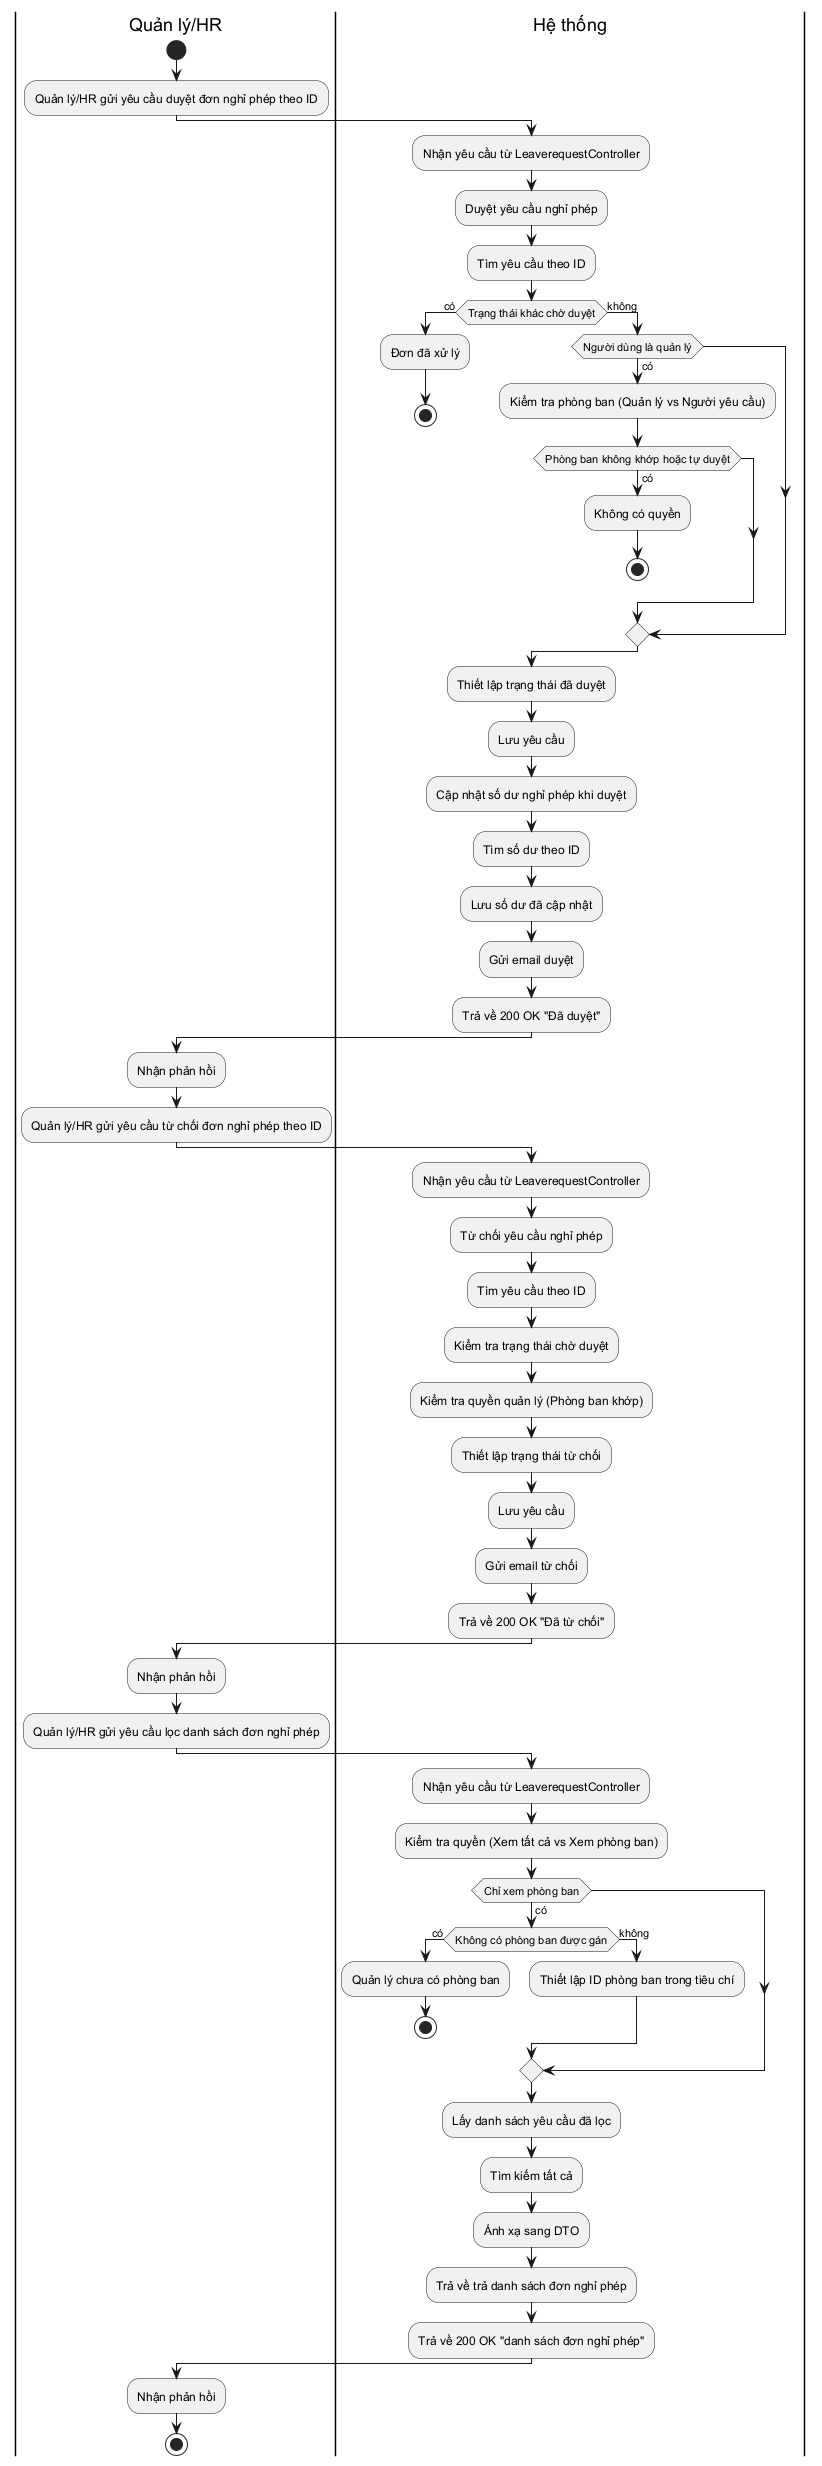 Quản lý/HR
Hệ thống
Quản lý/HR gửi yêu cầu duyệt đơn nghỉ phép theo ID
Nhận yêu cầu từ LeaverequestController
Duyệt yêu cầu nghỉ phép
Tìm yêu cầu theo ID
có
Trạng thái khác chờ duyệt
không
Đơn đã xử lý
Người dùng là quản lý
có
Kiểm tra phòng ban (Quản lý vs Người yêu cầu)
Phòng ban không khớp hoặc tự duyệt
có
Không có quyền
Thiết lập trạng thái đã duyệt
Lưu yêu cầu
Cập nhật số dư nghỉ phép khi duyệt
Tìm số dư theo ID
Lưu số dư đã cập nhật
Gửi email duyệt
Trả về 200 OK "Đã duyệt"
Nhận phản hồi
Quản lý/HR gửi yêu cầu từ chối đơn nghỉ phép theo ID
Nhận yêu cầu từ LeaverequestController
Từ chối yêu cầu nghỉ phép
Tìm yêu cầu theo ID
Kiểm tra trạng thái chờ duyệt
Kiểm tra quyền quản lý (Phòng ban khớp)
Thiết lập trạng thái từ chối
Lưu yêu cầu
Gửi email từ chối
Trả về 200 OK "Đã từ chối"
Nhận phản hồi
Quản lý/HR gửi yêu cầu lọc danh sách đơn nghỉ phép
Nhận yêu cầu từ LeaverequestController
Kiểm tra quyền (Xem tất cả vs Xem phòng ban)
Chỉ xem phòng ban
có
có
Không có phòng ban được gán
không
Quản lý chưa có phòng ban
Thiết lập ID phòng ban trong tiêu chí
Lấy danh sách yêu cầu đã lọc
Tìm kiếm tất cả
Ánh xạ sang DTO
Trả về trả danh sách đơn nghỉ phép
Trả về 200 OK "danh sách đơn nghỉ phép"
Nhận phản hồi